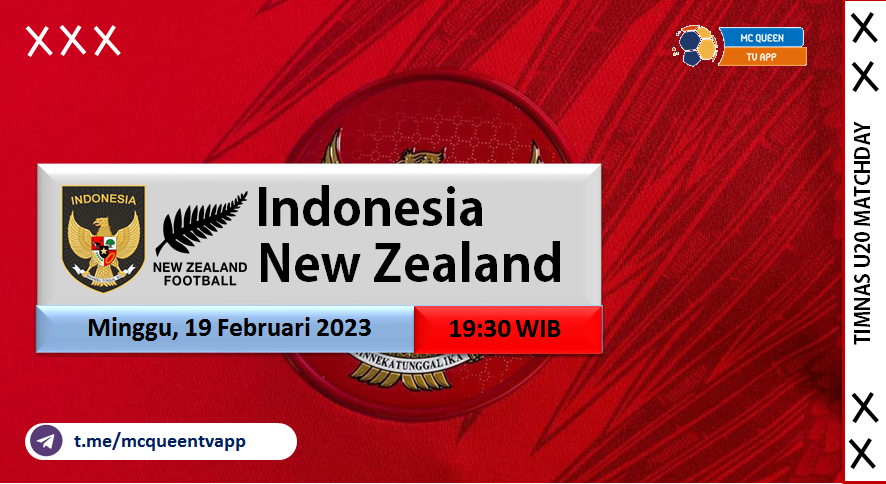 X X X
MC QUEEN
TV APP
INDONESIA
NEW ZEALAND
FOOTBALL
Indonesia
New Zealand
Minggu, 19 Februari 2023
19:30 WIB
INNEKATUNGGALIKA
t.me/mcqueentvapp
X X
TIMNAS U20 MATCHDAY
X X